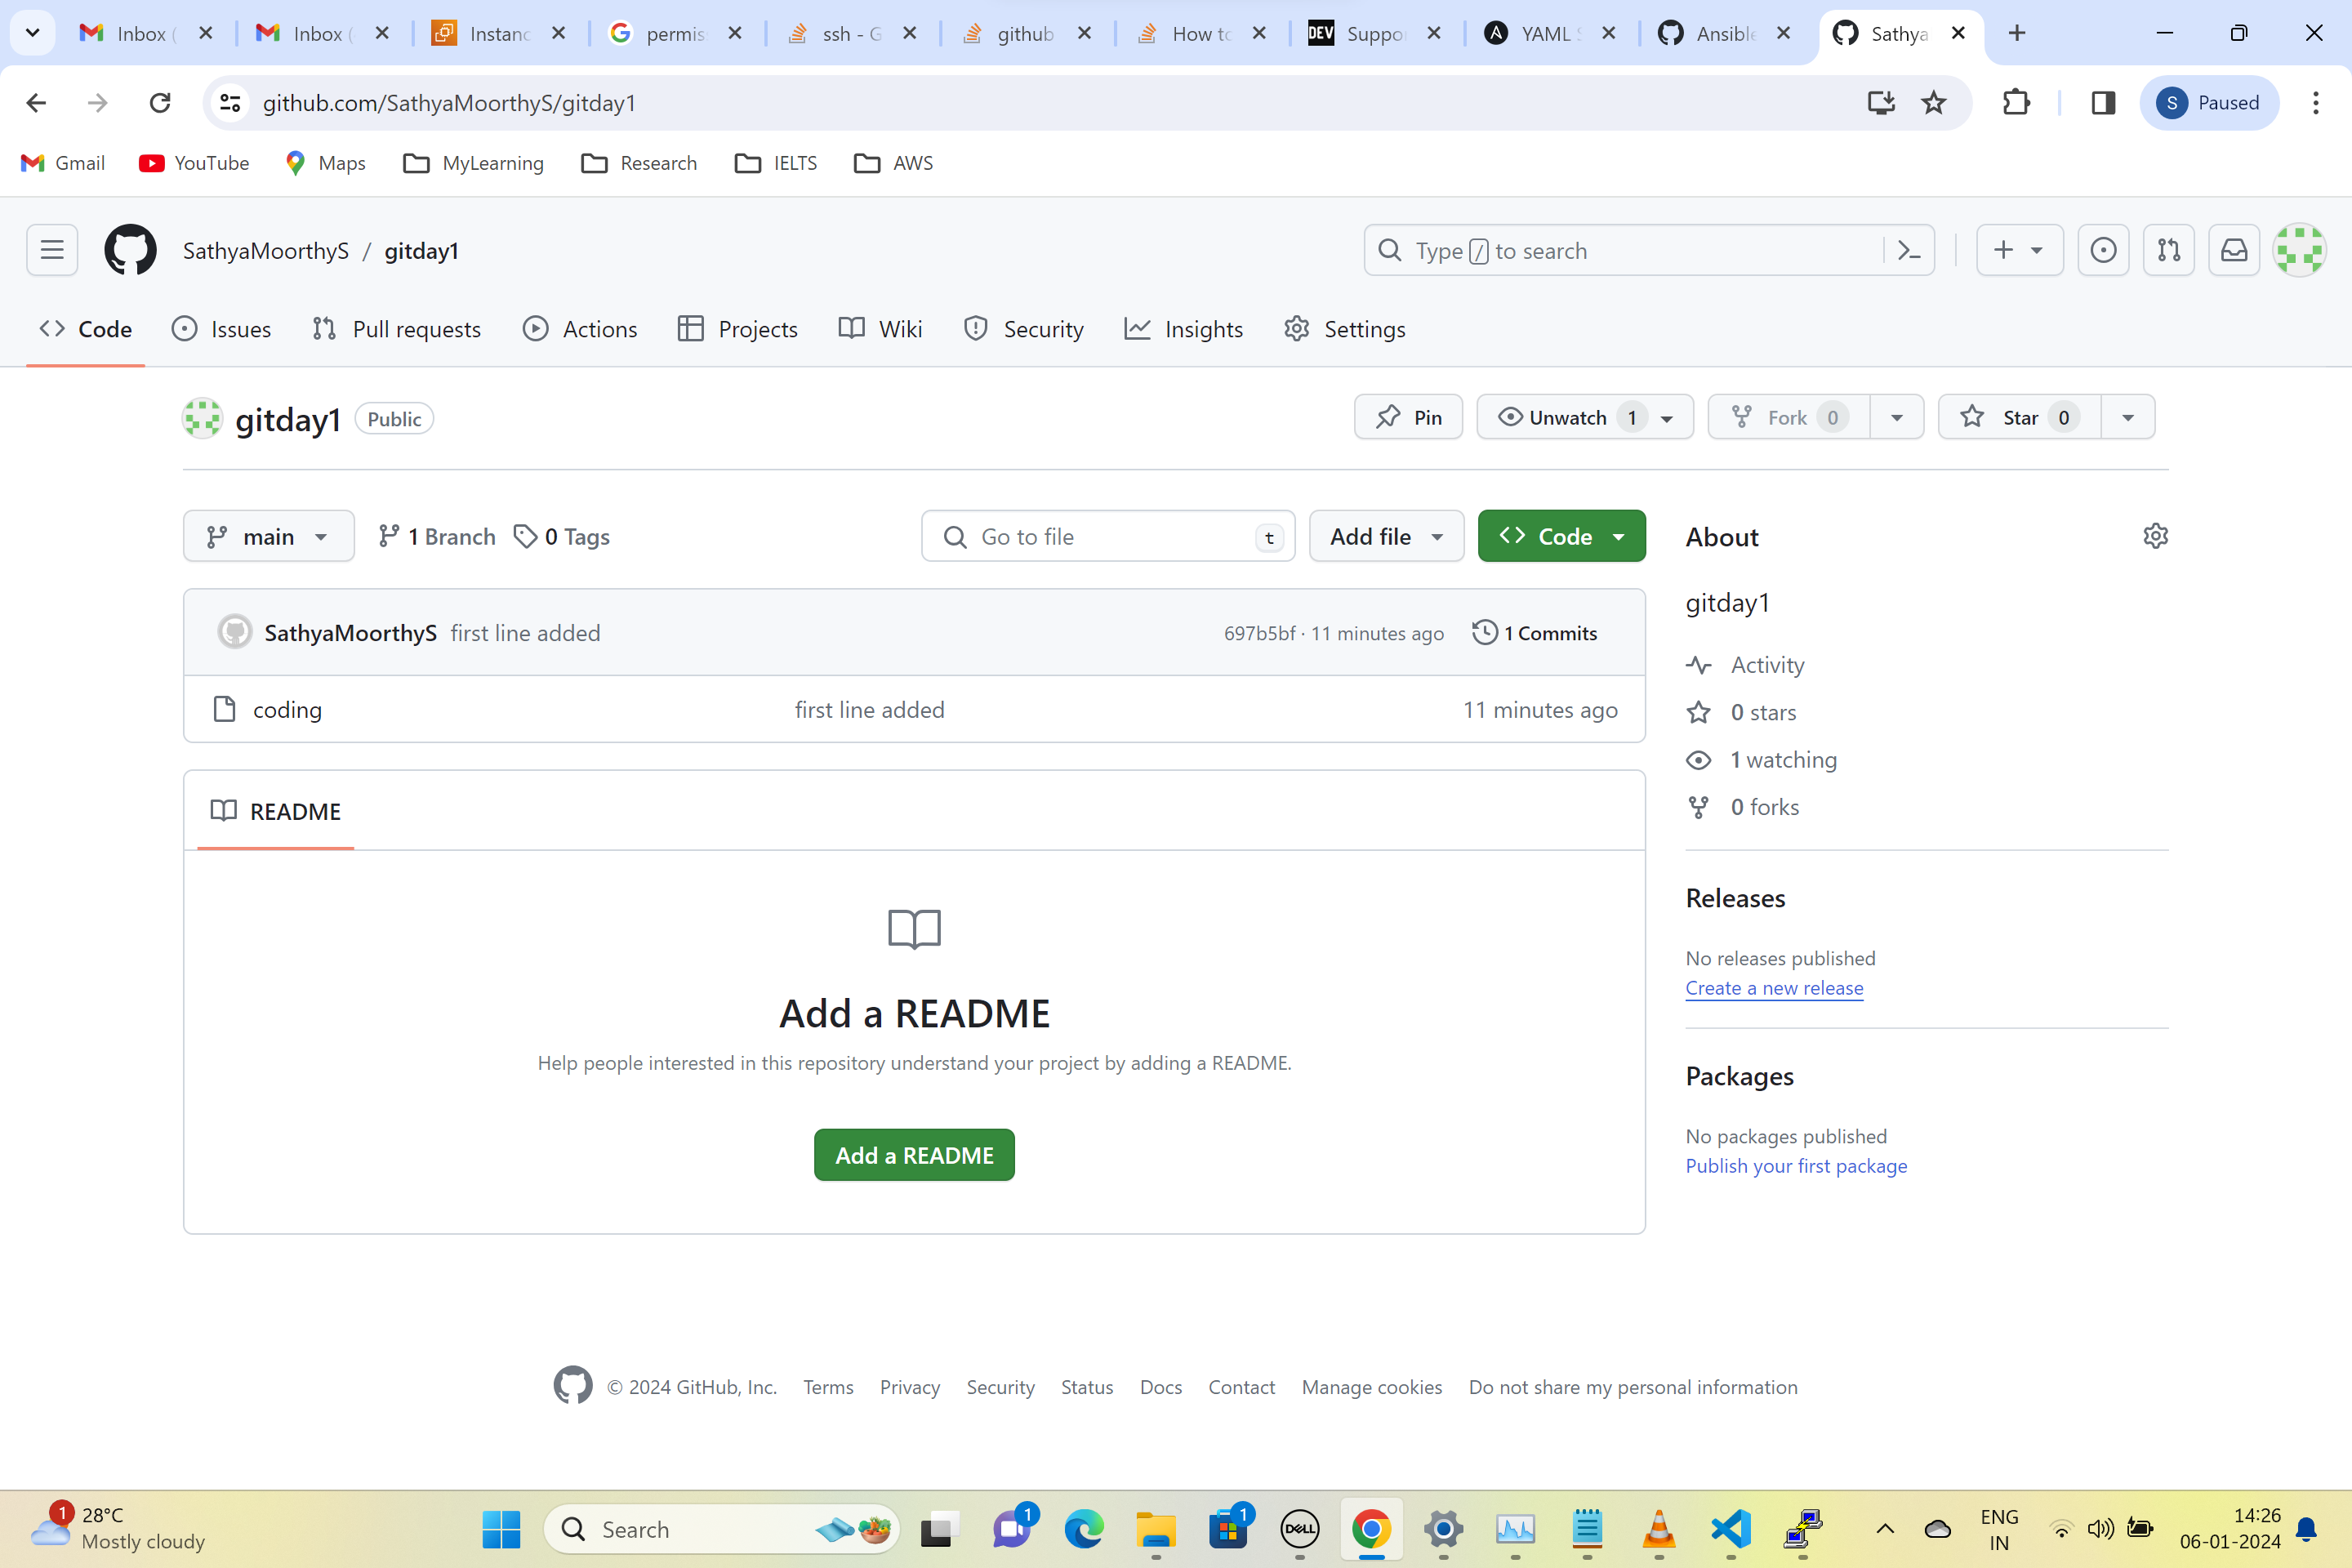 Inbox (
Inbox (
Instanc
permis
ssh - G
github
How to
DEV
Suppor
YAML S
Ansible
Sathya
github.com/SathyaMoorthyS/gitday1
S
Paused
Gmail
YouTube
Maps
MyLearning
Research
IELTS
AWS
SathyaMoorthyS / gitday1
Type / to search
Code
Issues
Pull requests
Actions
Projects
Wiki
Security
Insights
Settings
gitday1
Public
Pin
Unwatch 1
Fork 0
Star 0
main
1 Branch
0 Tags
Go to file
t
Add file
Code
SathyaMoorthyS first line added
697b5bf · 11 minutes ago
1 Commits
coding
first line added
11 minutes ago
README
Add a README
Help people interested in this repository understand your project by adding a README.
Add a README
About
gitday1
Activity
0 stars
1 watching
0 forks
Releases
No releases published
Create a new release
Packages
No packages published
Publish your first package
© 2024 GitHub, Inc.
Terms
Privacy
Security
Status
Docs
Contact
Manage cookies
Do not share my personal information
1
28°C
Mostly cloudy
Search
1
1
DELL
ENG
IN
14:26
06-01-2024